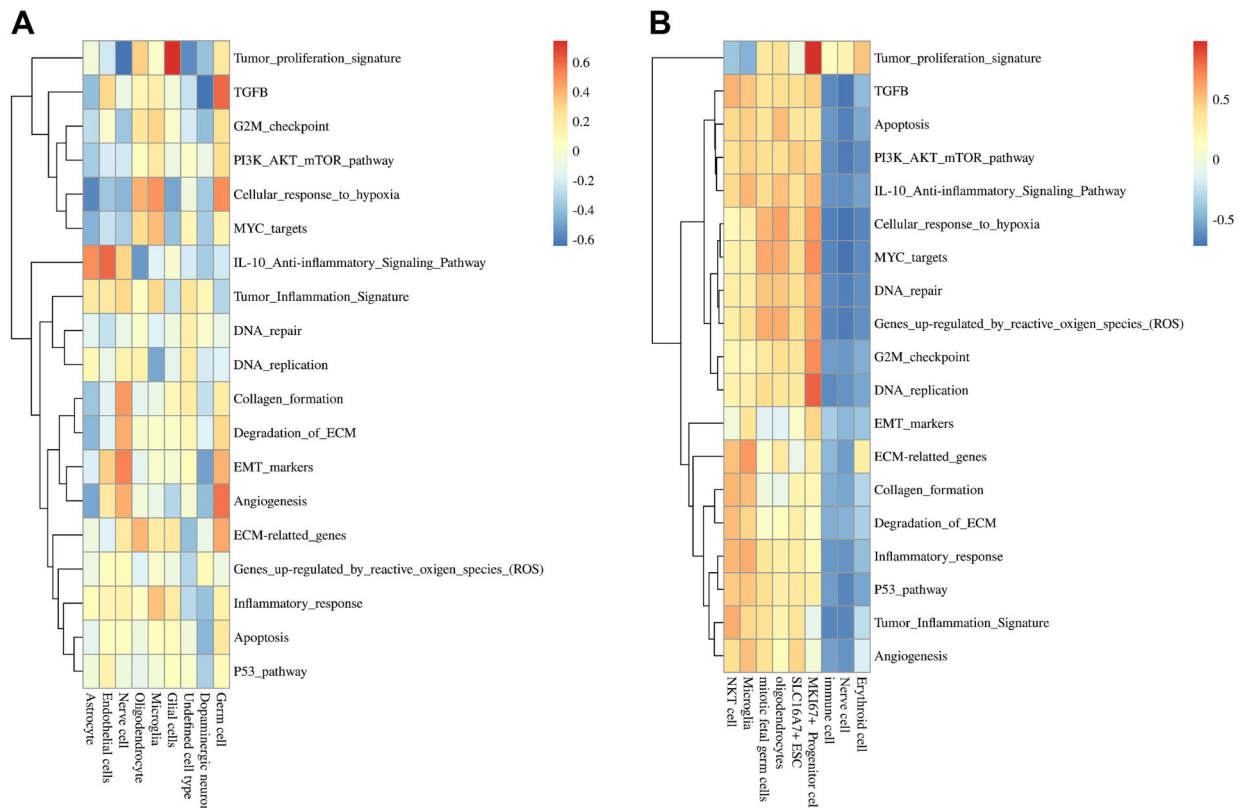 A
Tumor_proliferation_signature
TGFB
G2M_checkpoint
PI3K_AKT_mTOR_pathway
Cellular_response_to_hypoxia
MYC_targets
IL-10_Anti-inflammatory_Signaling_Pathway
Tumor_Inflammation_Signature
DNA_repair
DNA_replication
Collagen_formation
Degradation_of_ECM
EMT_markers
Angiogenesis
ECM-relatted_genes
Genes_up-regulated_by_reactive_oxigen_species_(ROS)
Inflammatory_response
Apoptosis
P53_pathway
0.6
0.4
0.2
0
-0.2
-0.4
-0.6
Astrocyte
Endothelial cells
Nerve cell
Oligodendrocyte
Microglia
Glial cells
Undefined cell type
Dopaminergic neuron
Germ cell
B
Tumor_proliferation_signature
TGFB
Apoptosis
PI3K_AKT_mTOR_pathway
IL-10_Anti-inflammatory_Signaling_Pathway
Cellular_response_to_hypoxia
MYC_targets
DNA_repair
Genes_up-regulated_by_reactive_oxigen_species_(ROS)
G2M_checkpoint
DNA_replication
EMT_markers
ECM-relatted_genes
Collagen_formation
Degradation_of_ECM
Inflammatory_response
P53_pathway
Tumor_Inflammation_Signature
Angiogenesis
0.5
0
-0.5
NKT cell
Microglia
mitotic fetal germ cells
oligodendrocytes
SLC16A7+ ESC
MKI67+ Progenitor cel
immune cell
Nerve cell
Erythroid cell